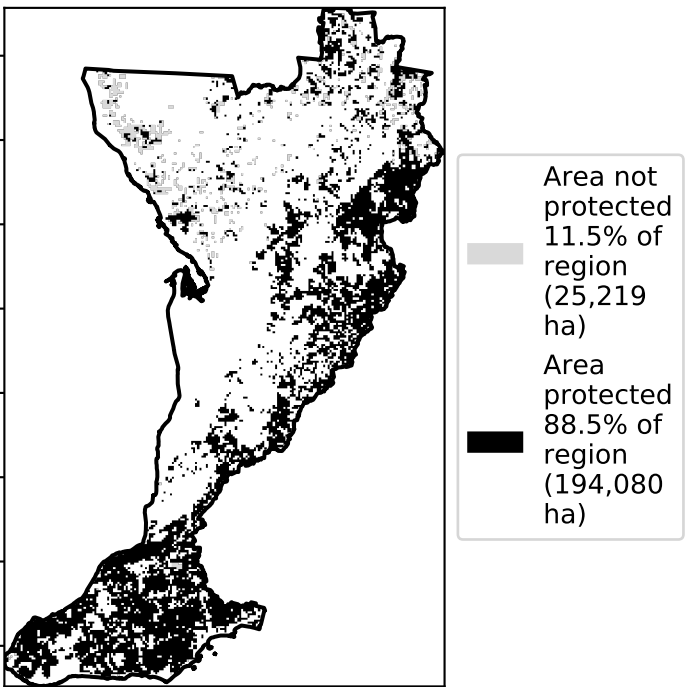 Area not
protected
11.5% of
region
(25,219
ha)
Area
protected
88.5% of
region
(194,080
ha)